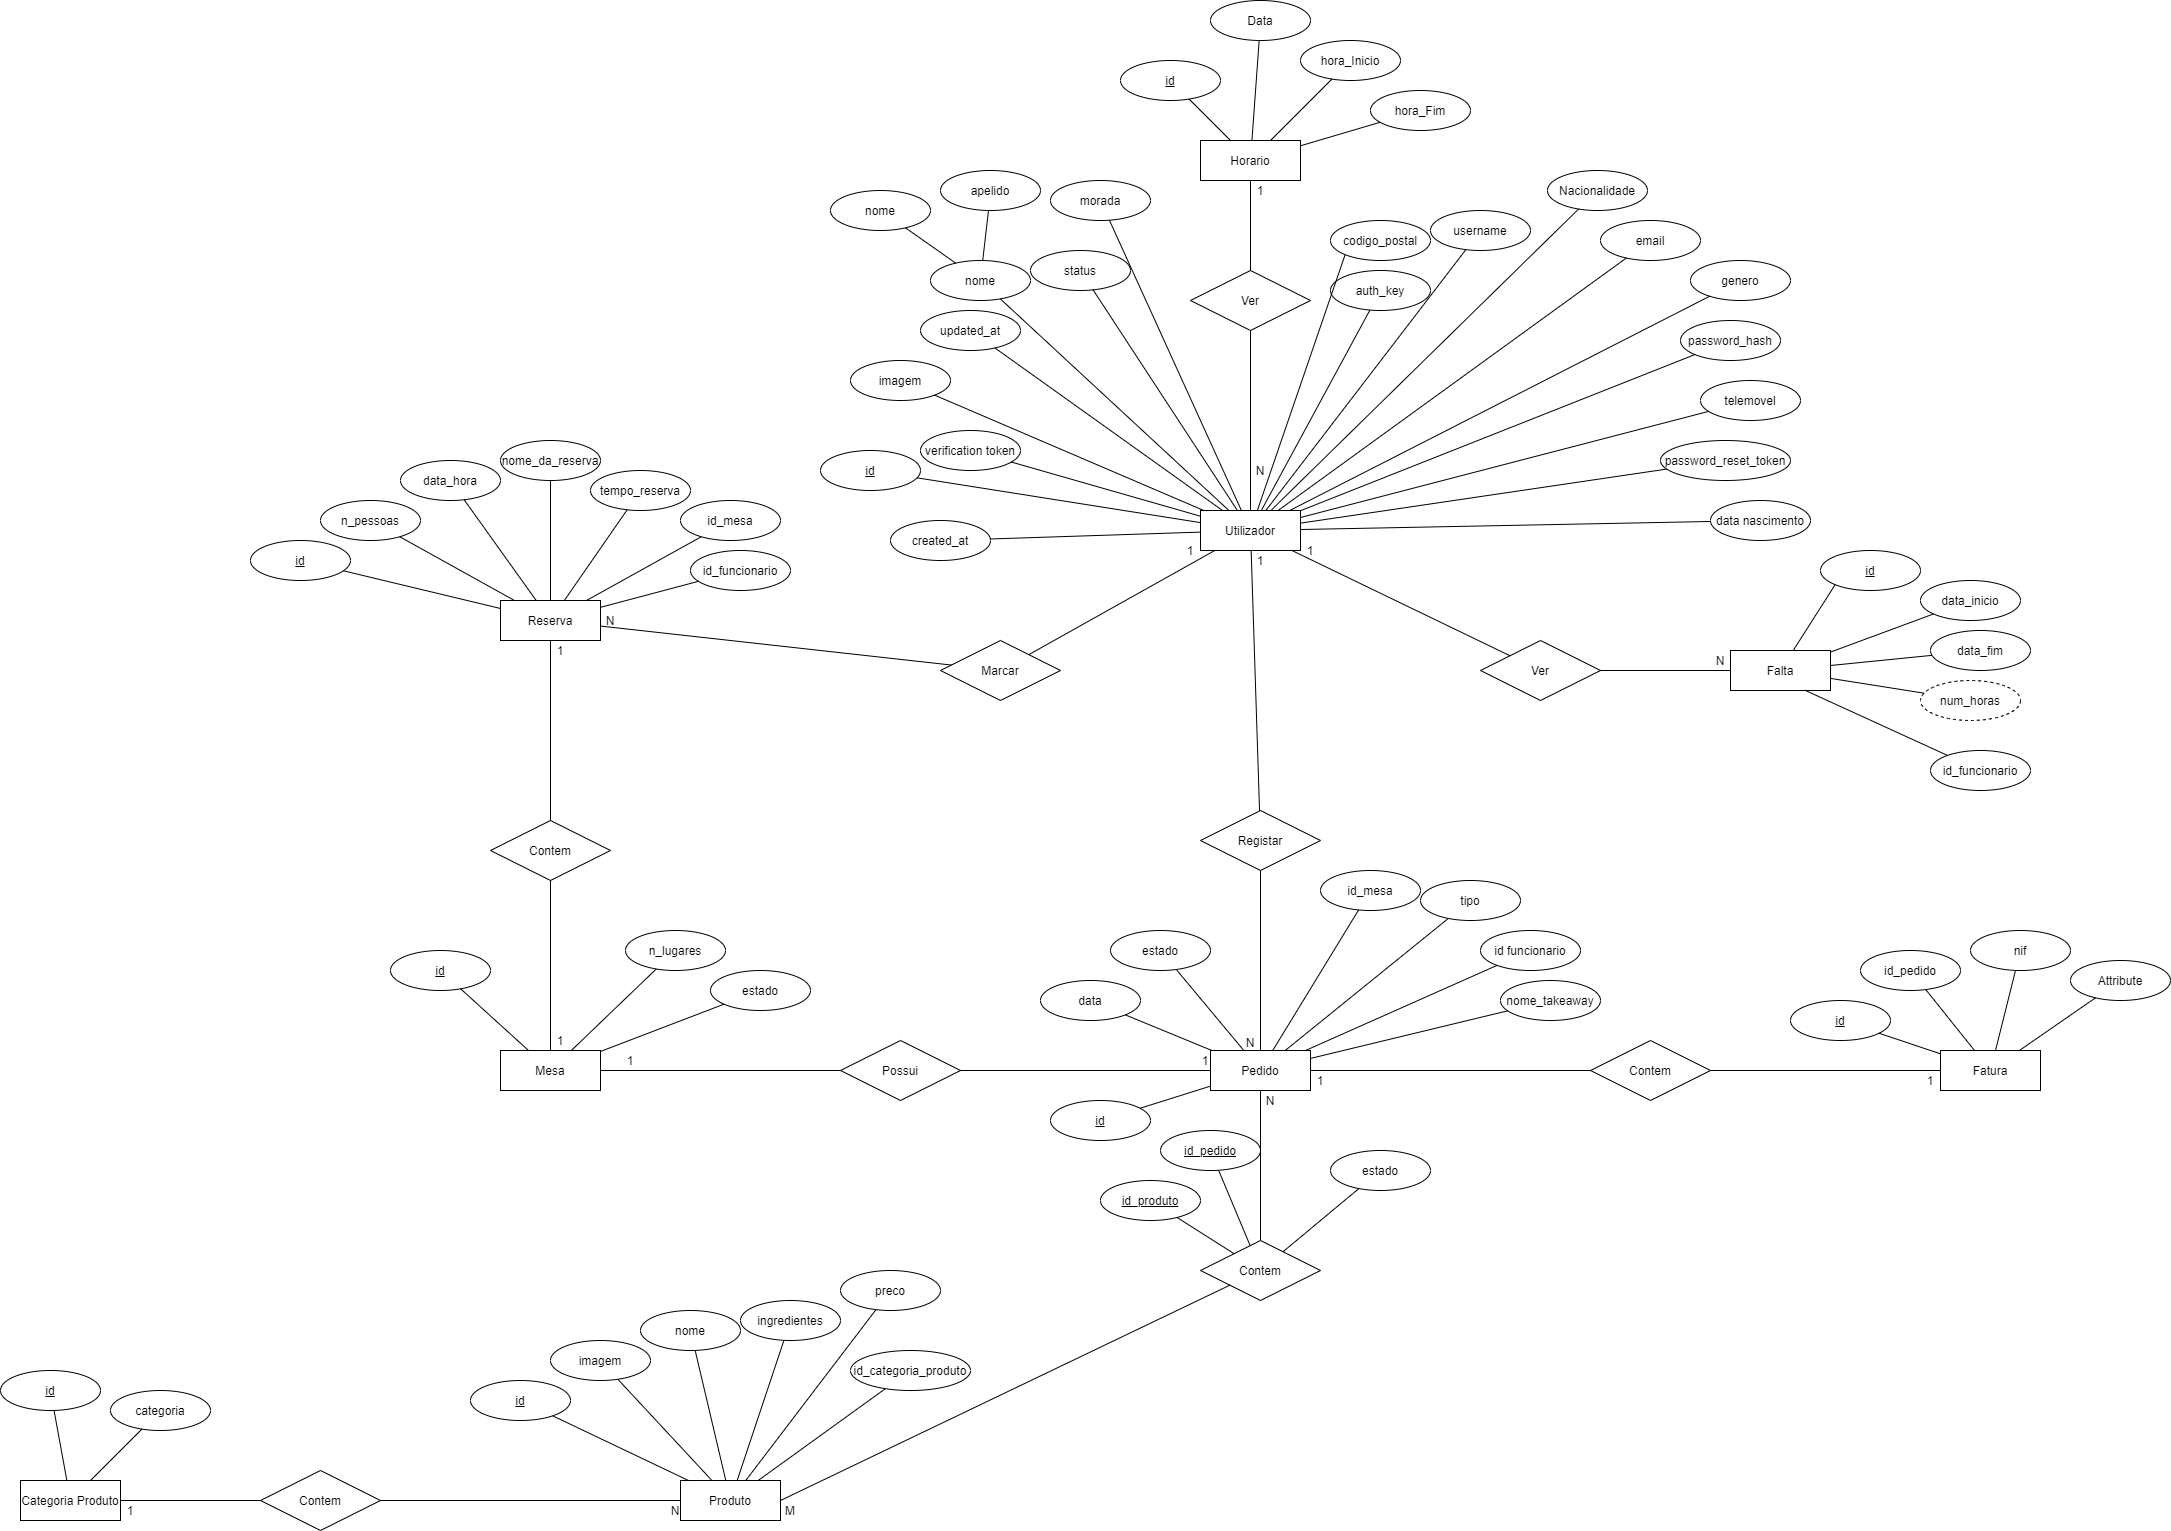 Data
hora_Inicio
id
hora_Fim
Horario
1
apelido
Nacionalidade
morada
nome
username
codigo_postal
email
status
nome
genero
auth_key
Ver
updated_at
password_hash
imagem
telemovel
verification token
nome_da_reserva
password_reset_token
id
N
data_hora
tempo_reserva
n_pessoas
id_mesa
data nascimento
Utilizador
created_at
1
1
1
id
id_funcionario
id
data_inicio
Reserva
N
data_fim
1
N
Marcar
Ver
Falta
num_horas
id_funcionario
Registar
Contem
id_mesa
tipo
n_lugares
estado
id funcionario
nif
id
id_pedido
Attribute
estado
data
nome_takeaway
id
1
N
1
1
Mesa
Possui
Pedido
Contem
Fatura
1
1
N
id
id_pedido
estado
id_produto
Contem
preco
ingredientes
nome
imagem
id_categoria_produto
id
id
categoria
Categoria Produto
Contem
Produto
1
N
M